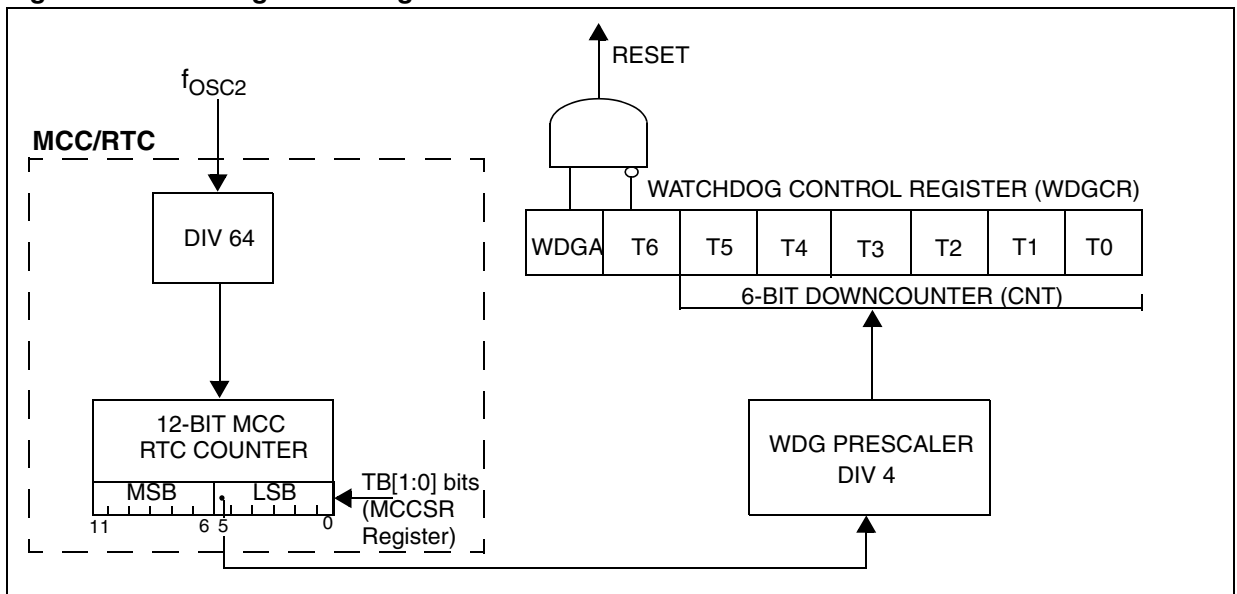 fOSC2
MCC/RTC
DIV 64
12-BIT MCC
RTC COUNTER
MSB LSB
11 6 5 0
TB[1:0] bits
(MCCSR
Register)
RESET
WATCHDOG CONTROL REGISTER (WDGCR)
WDGA T6 T5 T4 T3 T2 T1 T0
6-BIT DOWNCOUNTER (CNT)
WDG PRESCALER
DIV 4